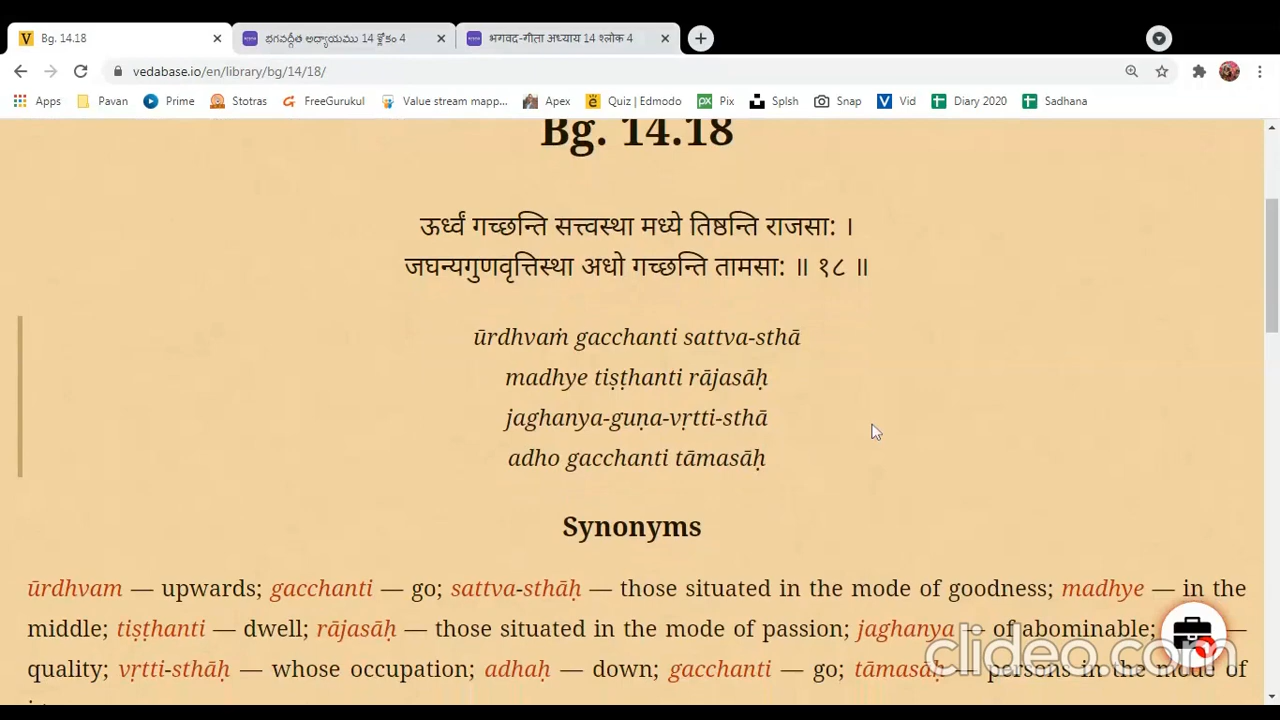 Bg. 14.18
భగవద్గీత అధ్యాయము 14 శ్లోకం 4
भगवद-गीता अध्याय 14 श्लोक 4
vedabase.io/en/library/bg/14/18/
Apps Pavan Prime Stotras FreeGurukul Value stream mapp... Apex Quiz | Edmodo Pix Splsh Snap Vid Diary 2020 Sadhana
Bg. 14.18
ऊर्ध्वं गच्छन्ति सत्त्वस्था मध्ये तिष्ठन्ति राजसा: ।
जघन्यगुणवृत्तिस्था अधो गच्छन्ति तामसा: ॥ १८ ॥
ūrdhvaṁ gacchanti sattva-sthā
madhye tiṣṭhanti rājasāḥ
jaghanya-guṇa-vṛtti-sthā
adho gacchanti tāmasāḥ
Synonyms
ūrdhvam — upwards; gacchanti — go; sattva-sthāḥ — those situated in the mode of goodness; madhye — in the
middle; tiṣṭhanti — dwell; rājasāḥ — those situated in the mode of passion; jaghanya — of abominable; —
quality; vṛtti-sthāḥ — whose occupation; adhaḥ — down; gacchanti — go; tāmasāḥ — persons in the mode of
clideo.com